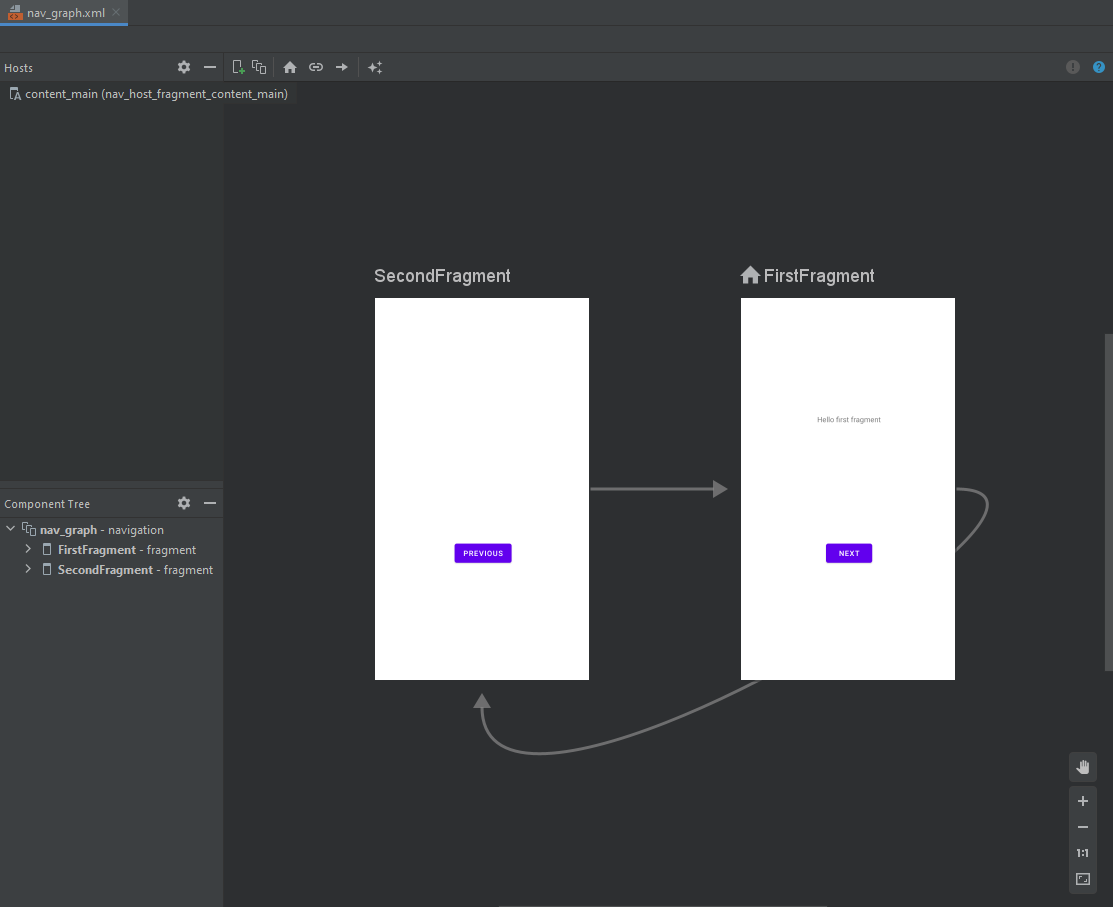 nav_graph.xml
Hosts
content_main (nav_host_fragment_content_main)
SecondFragment
FirstFragment
Hello first fragment
PREVIOUS
NEXT
Component Tree
nav_graph - navigation
FirstFragment - fragment
SecondFragment - fragment
1:1